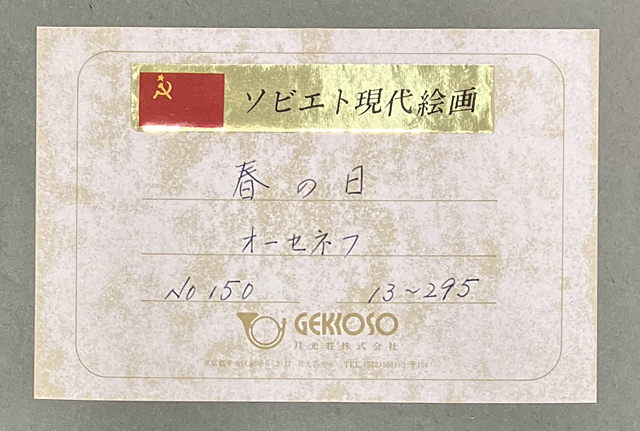 ソビエト現代絵画
春の日
オーセネフ
No 150 13~295
GEKKOSO
月光荘株式会社